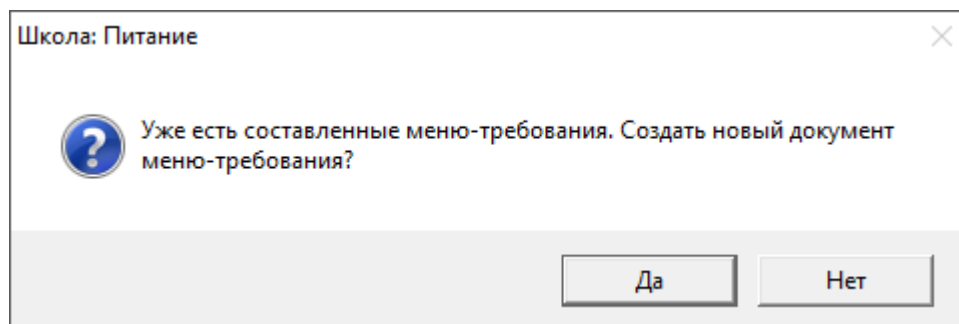 Школа: Питание
Уже есть составленные меню-требования. Создать новый документ
меню-требования?
Да
Нет